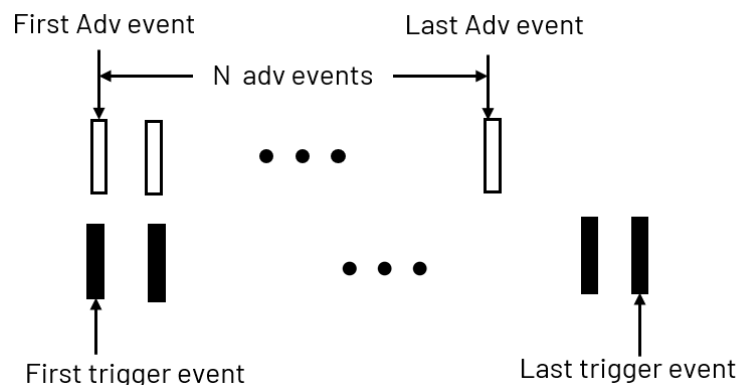 First Adv event
Last Adv event
N adv events
First trigger event
Last trigger event